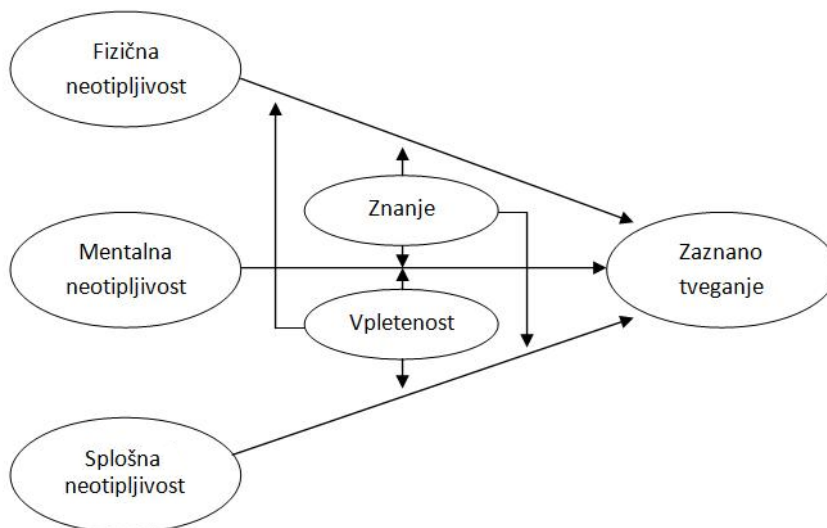 Fizična
neotipljivost
Znanje
Mentalna
neotipljivost
Zaznano
tveganje
Vpletenost
Splošna
neotipljivost